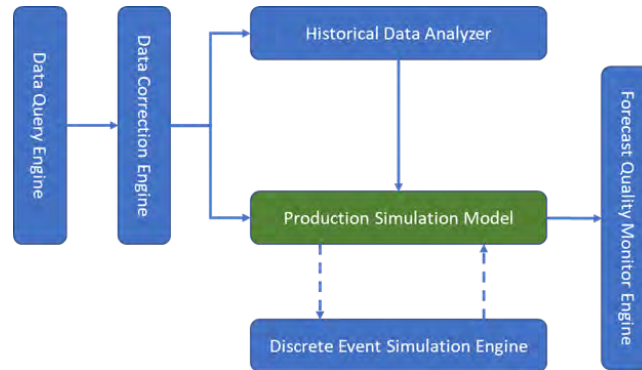 Data Query Engine
Data Correction Engine
Historical Data Analyzer
Production Simulation Model
Discrete Event Simulation Engine
Forecast Quality Monitor Engine